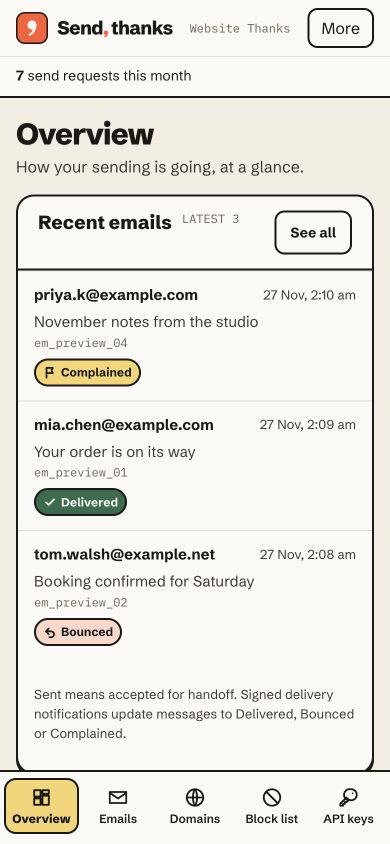 Send, thanks
Website Thanks
More
7 send requests this month
Overview
How your sending is going, at a glance.
Recent emails
LATEST 3
See all
priya.k@example.com
27 Nov, 2:10 am
November notes from the studio
em_preview_04
Complained
mia.chen@example.com
27 Nov, 2:09 am
Your order is on its way
em_preview_01
Delivered
tom.walsh@example.net
27 Nov, 2:08 am
Booking confirmed for Saturday
em_preview_02
Bounced
Sent means accepted for handoff. Signed delivery
notifications update messages to Delivered, Bounced
or Complained.
Overview
Emails
Domains
Block list
API keys